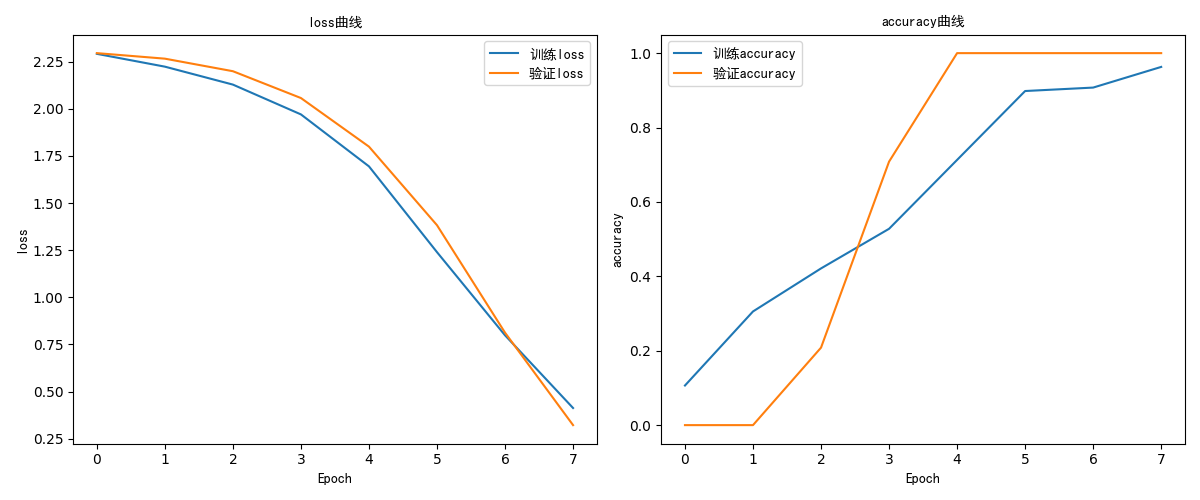 loss曲线
2.25
2.00
1.75
1.50
1.25
1.00
0.75
0.50
0.25
loss
0 1 2 3 4 5 6 7
Epoch
训练loss
验证loss
accuracy曲线
1.0
0.8
0.6
0.4
0.2
0.0
accuracy
0 1 2 3 4 5 6 7
Epoch
训练accuracy
验证accuracy